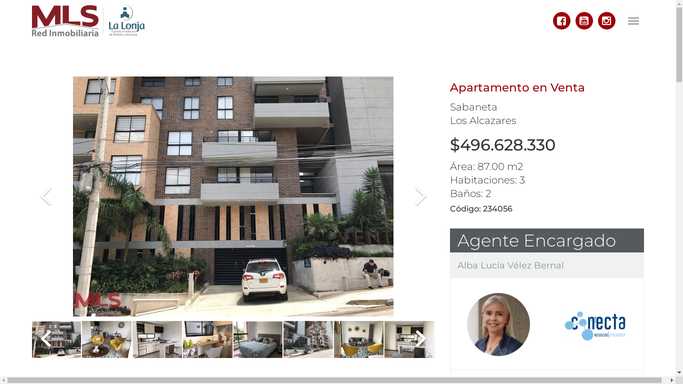 MLS
Red Inmobiliaria
La Lonja
Apartamento en Venta
Sabaneta
Los Alcazares
$496.628.330
Área: 87.00 m2
Habitaciones: 3
Baños: 2
Código: 234056
MLS
Agente Encargado
Alba Lucia Vélez Bernal
conecta